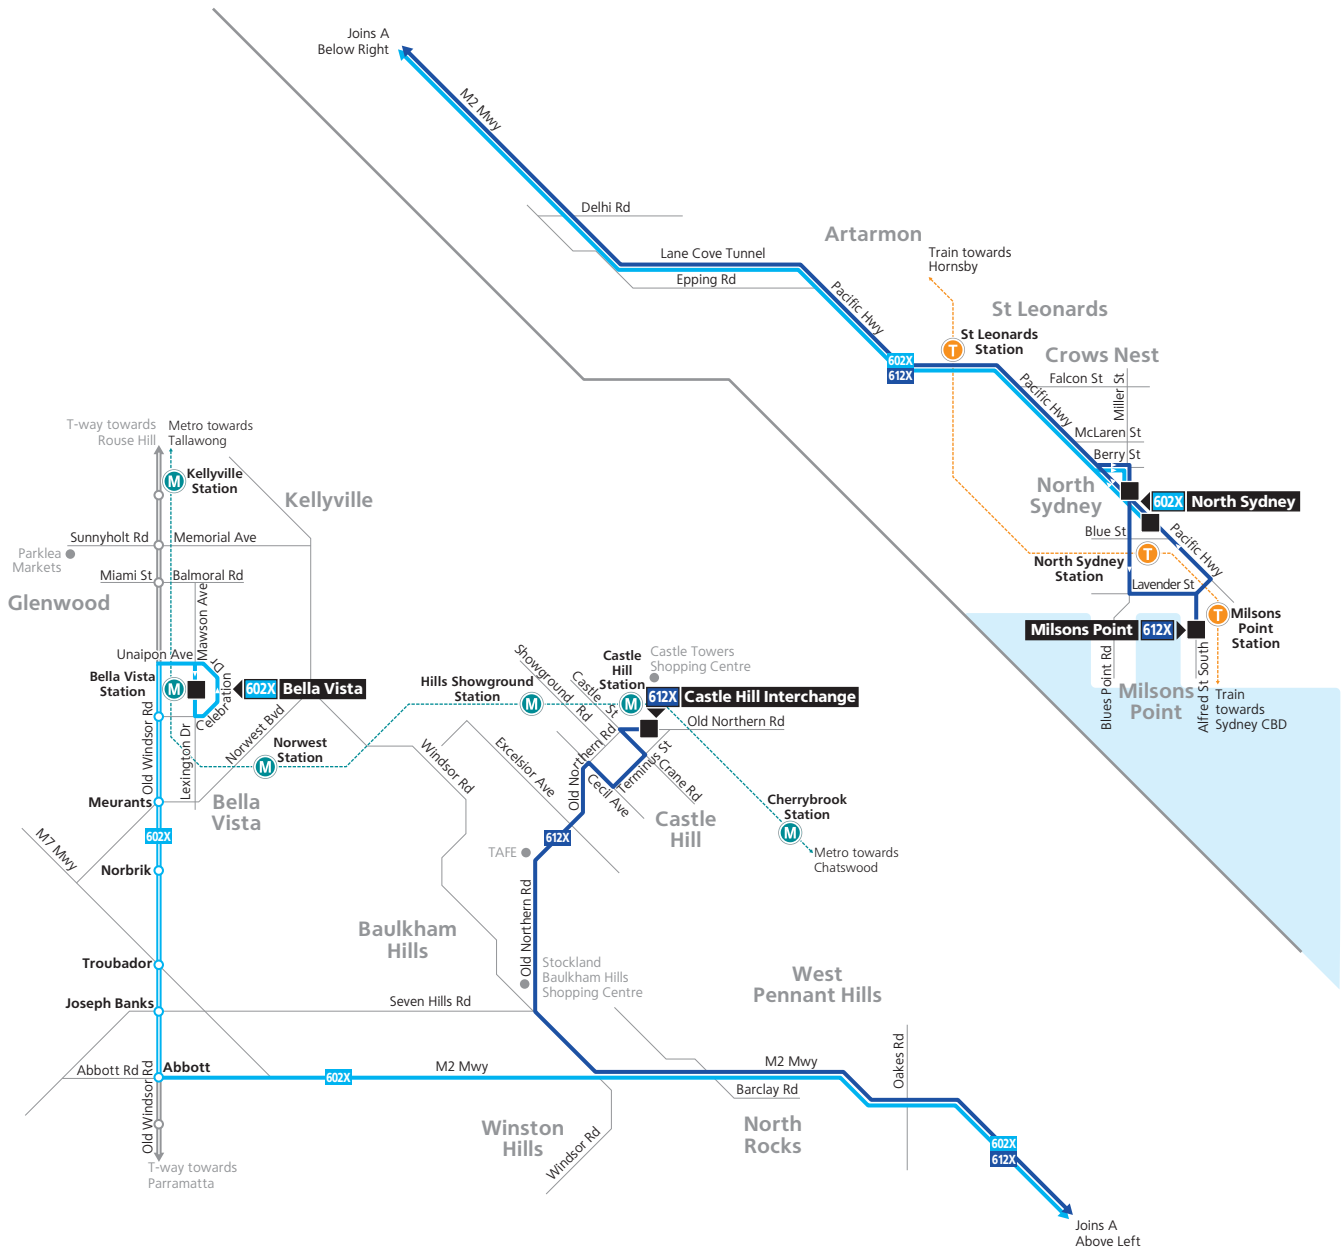 Joins A
Below Right
M2 Mwy
Delhi Rd
Lane Cove Tunnel
Epping Rd
Artarmon
Train towards
Hornsby
Pacific Hwy
St Leonards
St Leonards
Station
T
602X
612X
Crows Nest
Falcon St
Miller St
Pacific Hwy
McLaren St
Berry St
North
Sydney
602X North Sydney
Blue St
Pacific Hwy
T
North Sydney
Station
Lavender St
Milsons Point 612X
T
Milsons
Point
Station
Blues Point Rd
Milsons
Point
Alfred St South
Train
towards
Sydney CBD
T-way towards
Rouse Hill
Metro towards
Tallawong
M
Kellyville
Station
Kellyville
Sunnyholt Rd
Memorial Ave
Parklea
Markets
Miami St
Balmoral Rd
Glenwood
Mawson Ave
Unaipon Ave
Bella Vista
Station
M
Celebration Dr
602X Bella Vista
Old Windsor Rd
Lexington Dr
Norwest Bvd
M
Norwest
Station
Meurants
Bella
Vista
602X
M7 Mwy
Norbrik
Troubador
Joseph Banks
Seven Hills Rd
Abbott Rd
Abbott
Old Windsor Rd
T-way towards
Parramatta
602X
M2 Mwy
Hills Showground
Station
M
Showground Rd
Castle St
Castle
Hill
Station
M
Castle Towers
Shopping Centre
612X Castle Hill Interchange
Old Northern Rd
Old Northern Rd
Terminus St
Crane Rd
Cecil Ave
Castle
Hill
Cherrybrook
Station
M
Metro towards
Chatswood
Windsor Rd
Excelsior Ave
612X
TAFE
Old Northern Rd
Baulkham
Hills
Stockland
Baulkham Hills
Shopping Centre
West
Pennant Hills
M2 Mwy
Oakes Rd
Barclay Rd
Winston
Hills
Windsor Rd
North
Rocks
602X
612X
Joins A
Above Left